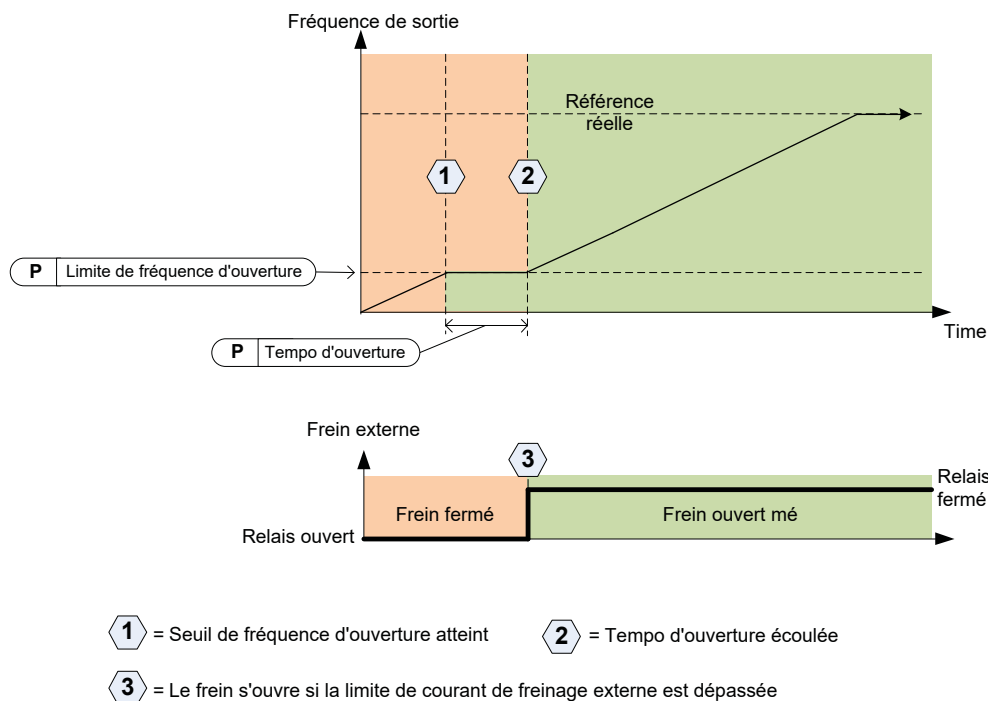 Fréquence de sortie
Référence
réelle
1
2
P Limite de fréquence d'ouverture
Time
P Tempo d'ouverture
Frein externe
3
Relais
fermé
Frein fermé
Frein ouvert mé
Relais ouvert
1 = Seuil de fréquence d'ouverture atteint
2 = Tempo d'ouverture écoulée
3 = Le frein s'ouvre si la limite de courant de freinage externe est dépassée